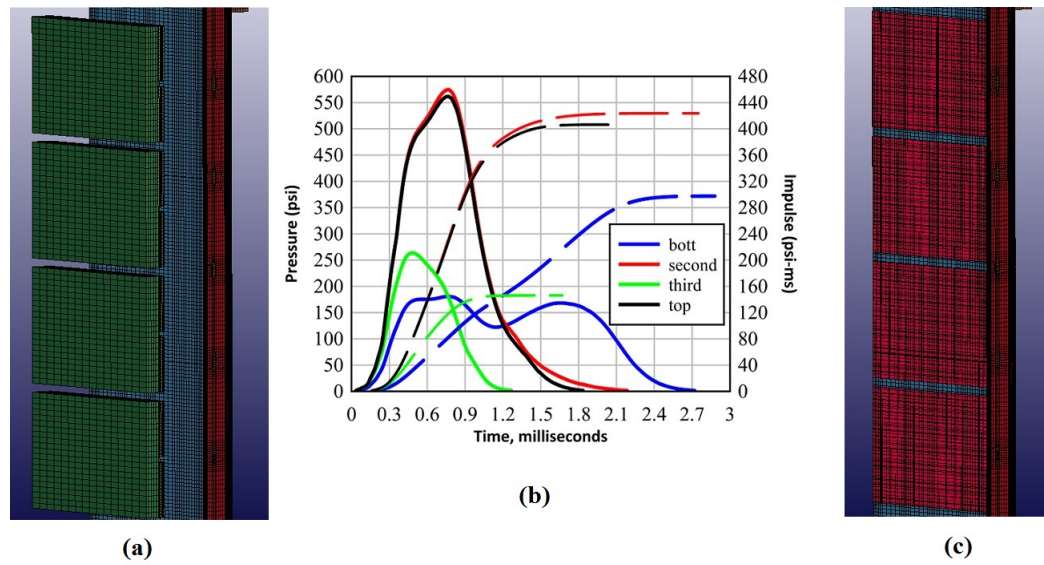 600
550
500
450
400
350
300
250
200
150
100
50
0
Pressure (psi)
480
440
400
360
320
280
240
200
160
120
80
40
0
Impulse (psi-ms)
bott
second
third
top
0 0.3 0.6 0.9 1.2 1.5 1.8 2.1 2.4 2.7 3
Time, milliseconds
(a)
(b)
(c)